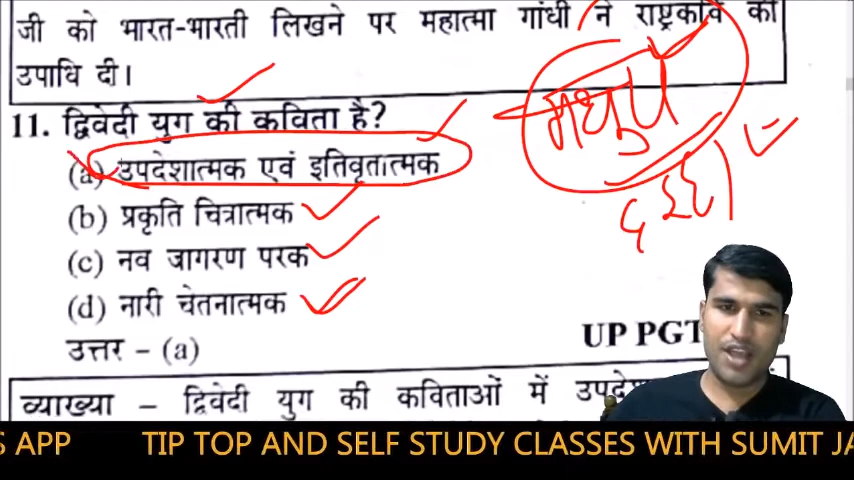 जी को भारत-भारती लिखने पर महात्मा गांधी ने राष्ट्रकवि की
उपाधि दी।
मधुप
11. द्विवेदी युग की कविता है?
(a) उपदेशात्मक एवं इतिवृतात्मक
(b) प्रकृति चित्रात्मक
(c) नव जागरण परक
(d) नारी चेतनात्मक
उत्तर – (a)
UP PGT
व्याख्या – द्विवेदी युग की कविताओं में
S APP TIP TOP AND SELF STUDY CLASSES WITH SUMIT JA